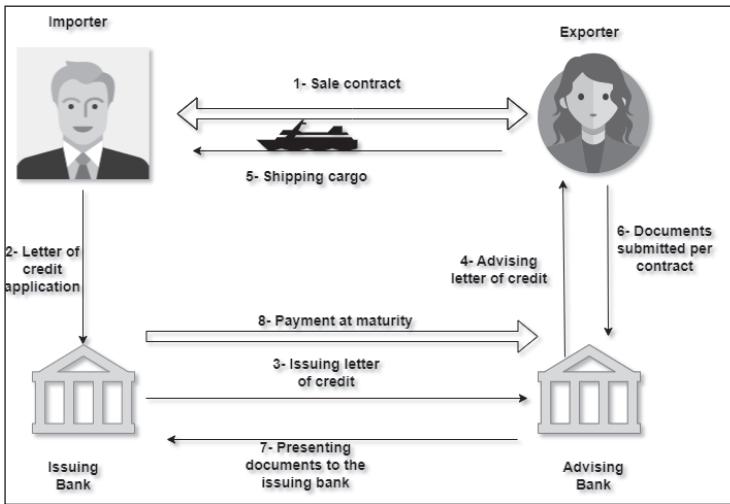 Importer
Exporter
1- Sale contract
5- Shipping cargo
2- Letter of
credit
application
4- Advising
letter of credit
6- Documents
submitted per
contract
8- Payment at maturity
3- Issuing letter
of credit
7- Presenting
documents to the
issuing bank
Issuing
Bank
Advising
Bank